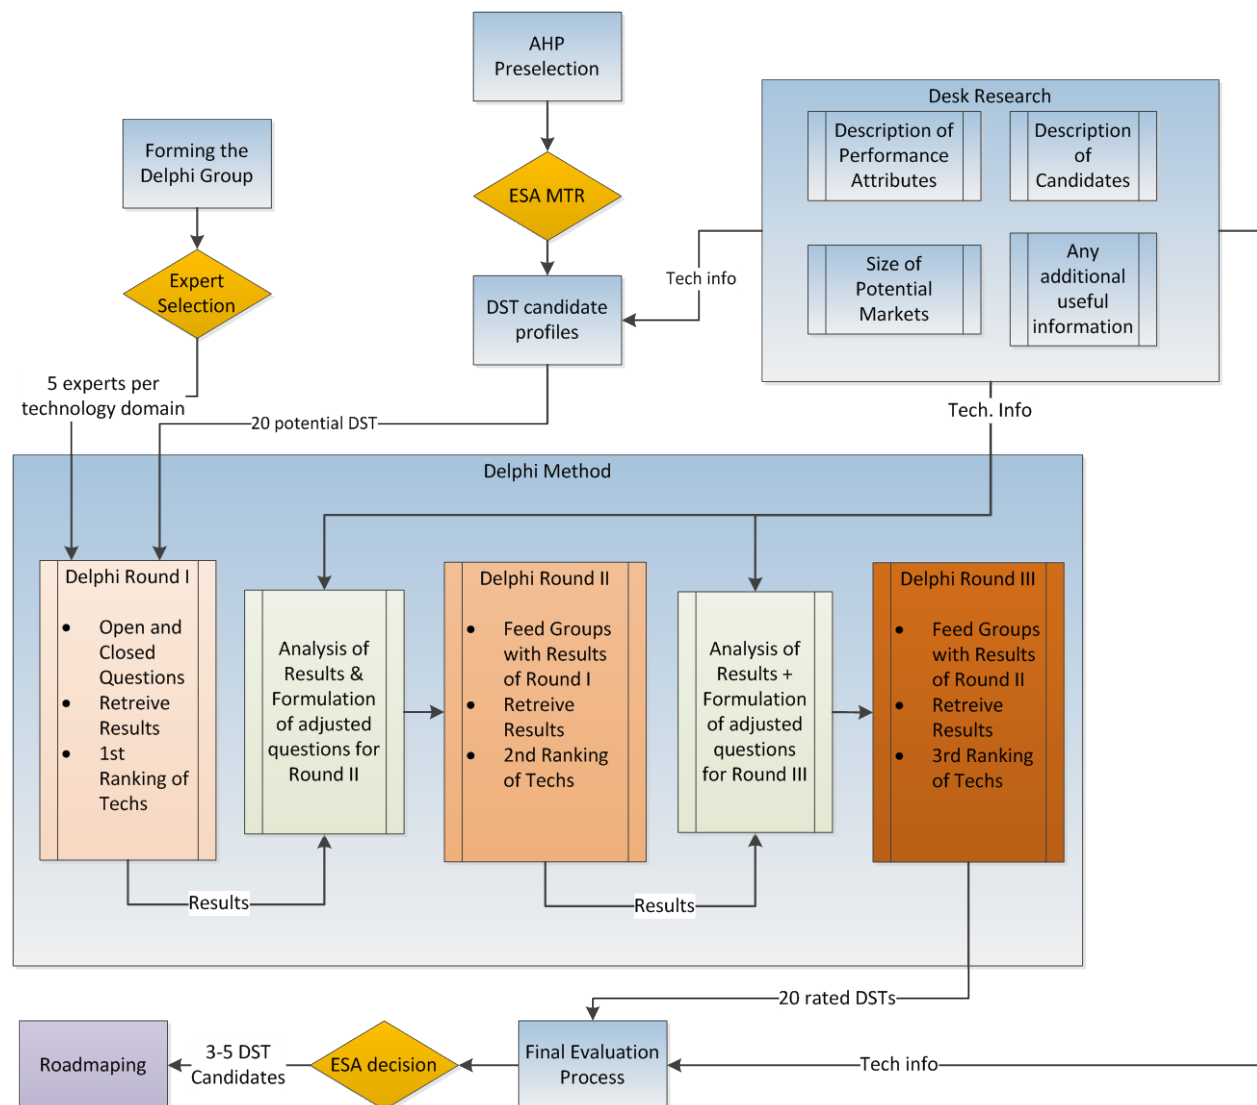 AHP
Preselection
Desk Research
Description of
Performance
Attributes
Description
of
Candidates
Forming the
Delphi Group
ESA MTR
Expert
Selection
Tech info
Size of
Potential
Markets
Any
additional
useful
information
DST candidate
profiles
5 experts per
technology domain
20 potential DST
Tech. Info
Delphi Method
Delphi Round I
• Open and
Closed
Questions
• Retreive
Results
• 1st
Ranking of
Techs
Analysis of
Results &
Formulation
of adjusted
questions for
Round II
Delphi Round II
• Feed Groups
with Results
of Round I
• Retreive
Results
• 2nd Ranking
of Techs
Analysis of
Results +
Formulation
of adjusted
questions
for Round III
Delphi Round III
• Feed Groups
with Results
of Round II
• Retreive
Results
• 3rd Ranking
of Techs
Results
Results
20 rated DSTs
Roadmaping
3-5 DST
Candidates
ESA decision
Final Evaluation
Process
Tech info